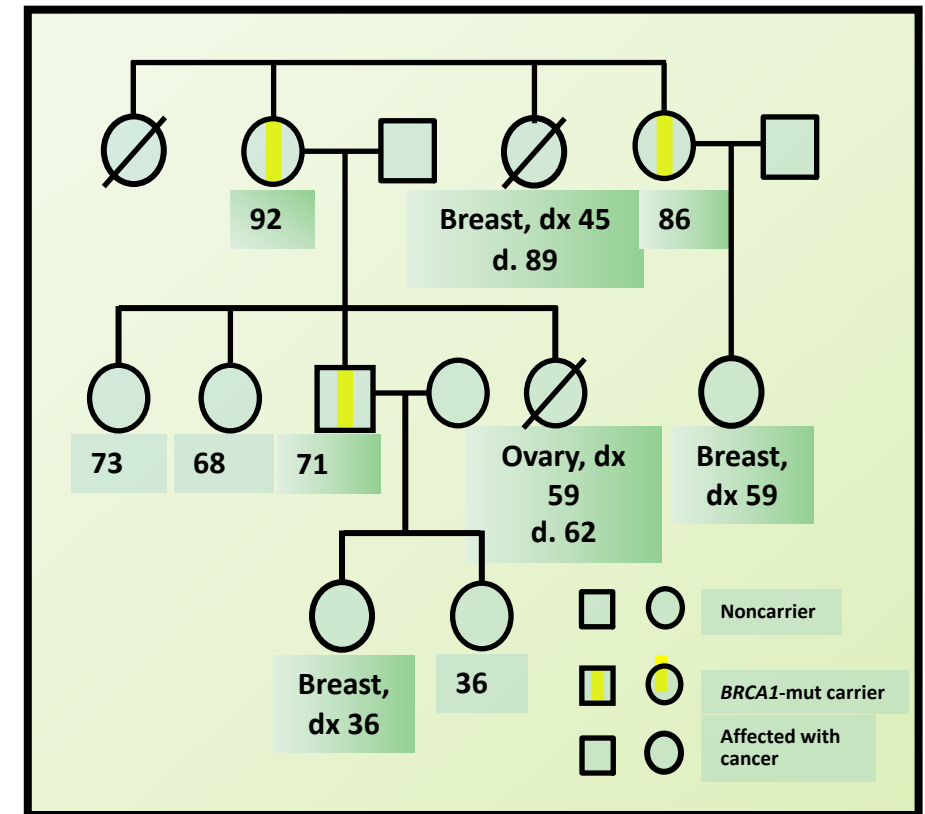 92
Breast, dx 45
d. 89
86
73
68
71
Ovary, dx
59
d. 62
Breast,
dx 59
Breast,
dx 36
36
Noncarrier
BRCA1-mut carrier
Affected with
cancer